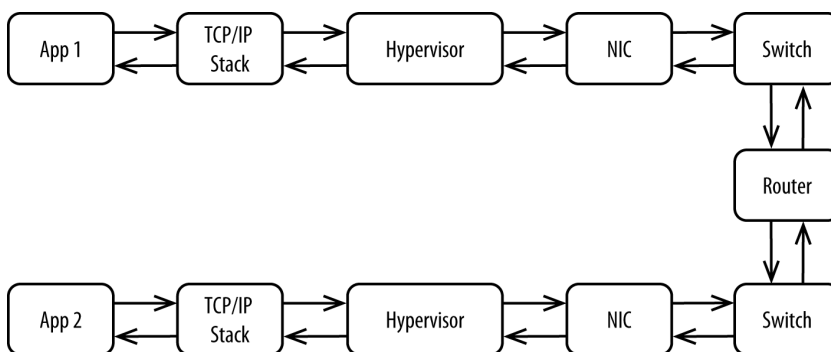 App 1
TCP/IP
Stack
Hypervisor
NIC
Switch
Router
App 2
TCP/IP
Stack
Hypervisor
NIC
Switch